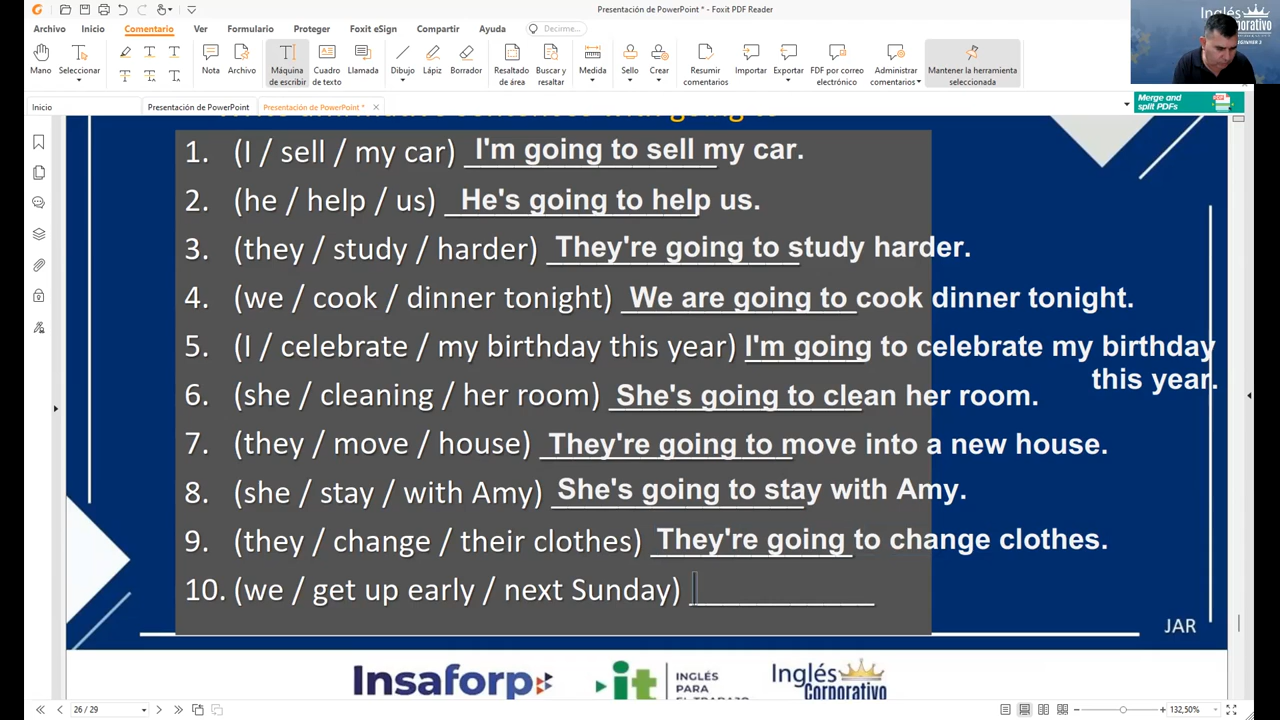 Presentación de PowerPoint * - Foxit PDF Reader
Archivo Inicio Comentario Ver Formulario Proteger Foxit eSign Compartir Ayuda Decirme...
Mano Seleccionar Nota Archivo Máquina de escribir Cuadro de texto Llamada Dibujo Lápiz Borrador Resaltado de área Buscar y resaltar Medida Sello Crear Resumir comentarios Importar Exportar PDF por correo electrónico Administrar comentarios Mantener la herramienta seleccionada
Inglés
Inicio Presentación de PowerPoint Presentación de PowerPoint *
Merge and split PDFs
1. (I / sell / my car) I'm going to sell my car.
2. (he / help / us) He's going to help us.
3. (they / study / harder) They're going to study harder.
4. (we / cook / dinner tonight) We are going to cook dinner tonight.
5. (I / celebrate / my birthday this year) I'm going to celebrate my birthday
this year.
6. (she / cleaning / her room) She's going to clean her room.
7. (they / move / house) They're going to move into a new house.
8. (she / stay / with Amy) She's going to stay with Amy.
9. (they / change / their clothes) They're going to change clothes.
10. (we / get up early / next Sunday) ____________
JAR
Insaforp it INGLÉS PARA Inglés Corporativo
26 / 29 132,50%